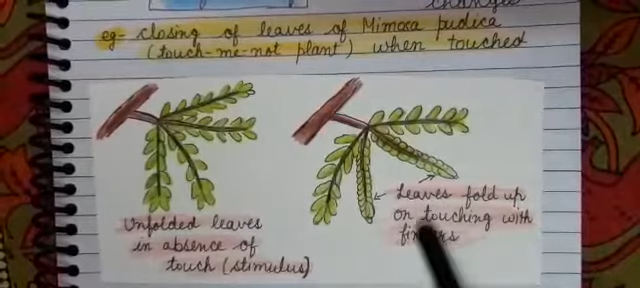 changes
eg- closing of leaves of Mimosa pudica
(touch-me-not plant) when touched
Unfolded leaves
in absence of
touch (stimulus)
Leaves fold up
on touching with